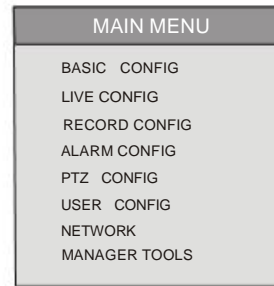 MAIN MENU
BASIC CONFIG
LIVE CONFIG
RECORD CONFIG
ALARM CONFIG
PTZ CONFIG
USER CONFIG
NETWORK
MANAGER TOOLS